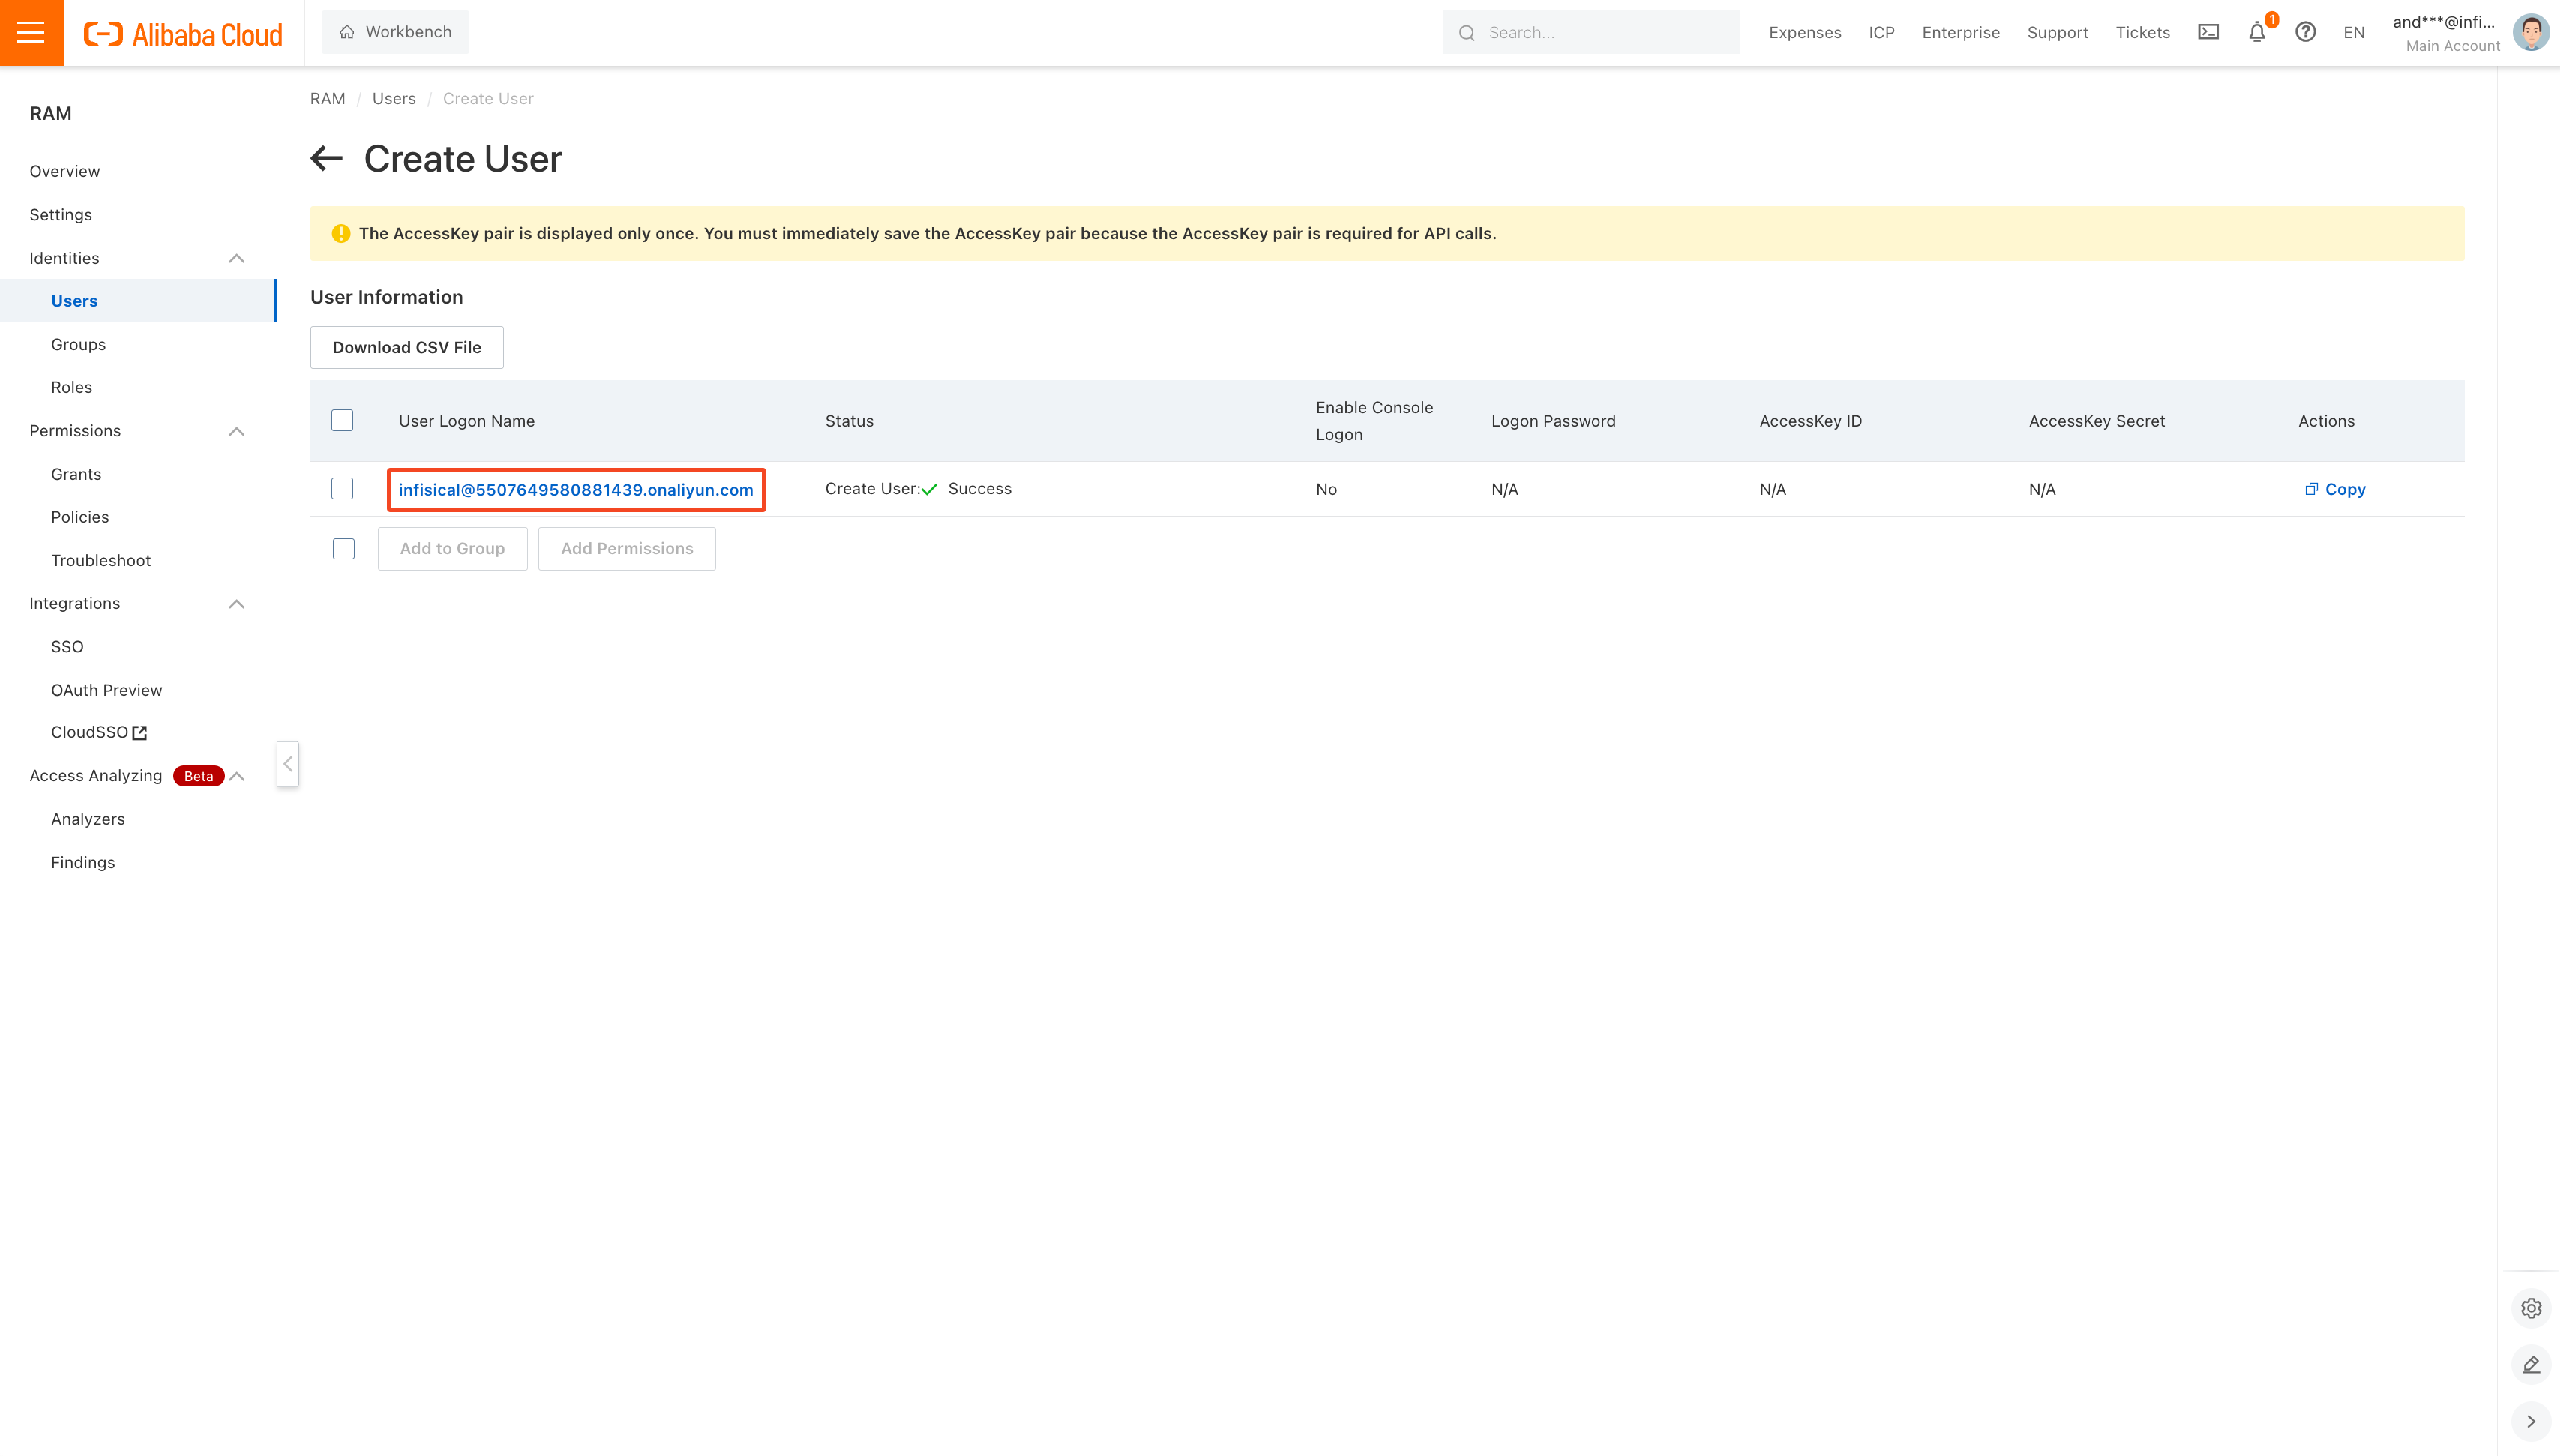 Alibaba Cloud
Workbench
Search...
Expenses
ICP
Enterprise
Support
Tickets
1
EN
and***@infi...
Main Account
RAM
Overview
Settings
Identities
Users
Groups
Roles
Permissions
Grants
Policies
Troubleshoot
Integrations
SSO
OAuth Preview
CloudSSO
Access Analyzing Beta
Analyzers
Findings
RAM / Users / Create User
Create User
The AccessKey pair is displayed only once. You must immediately save the AccessKey pair because the AccessKey pair is required for API calls.
User Information
Download CSV File
User Logon Name
Status
Enable Console
Logon
Logon Password
AccessKey ID
AccessKey Secret
Actions
infisical@5507649580881439.onaliyun.com
Create User: Success
No
N/A
N/A
N/A
Copy
Add to Group
Add Permissions